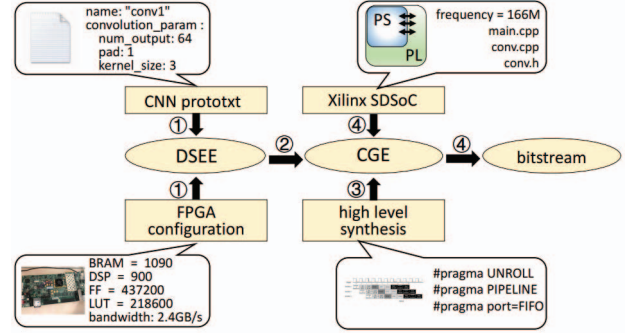 name: "conv1"
convolution_param :
num_output: 64
pad: 1
kernel_size: 3
PS
PL
frequency = 166M
main.cpp
conv.cpp
conv.h
CNN prototxt
Xilinx SDSoC
①
④
DSEE
②
CGE
④
bitstream
①
③
FPGA
configuration
high level
synthesis
BRAM = 1090
DSP = 900
FF = 437200
LUT = 218600
bandwidth: 2.4GB/s
#pragma UNROLL
#pragma PIPELINE
#pragma port=FIFO